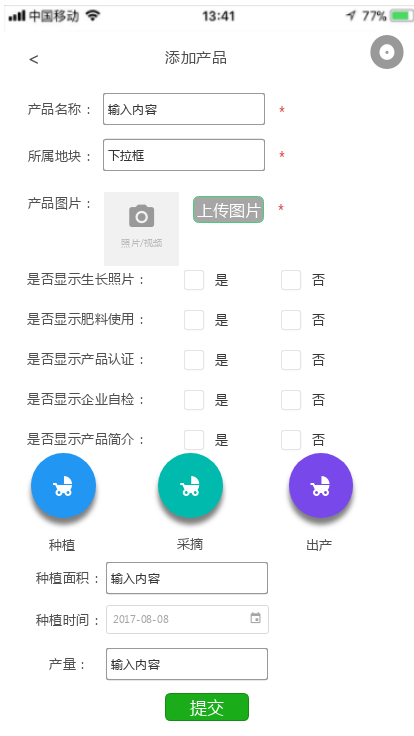 中国移动 13:41 77%
< 添加产品
产品名称： 输入内容 *
所属地块： 下拉框 *
产品图片： 上传图片 *
照片/视频
是否显示生长照片： 是 否
是否显示肥料使用： 是 否
是否显示产品认证： 是 否
是否显示企业自检： 是 否
是否显示产品简介： 是 否
种植 采摘 出产
种植面积： 输入内容
种植时间： 2017-08-08
产量： 输入内容
提交